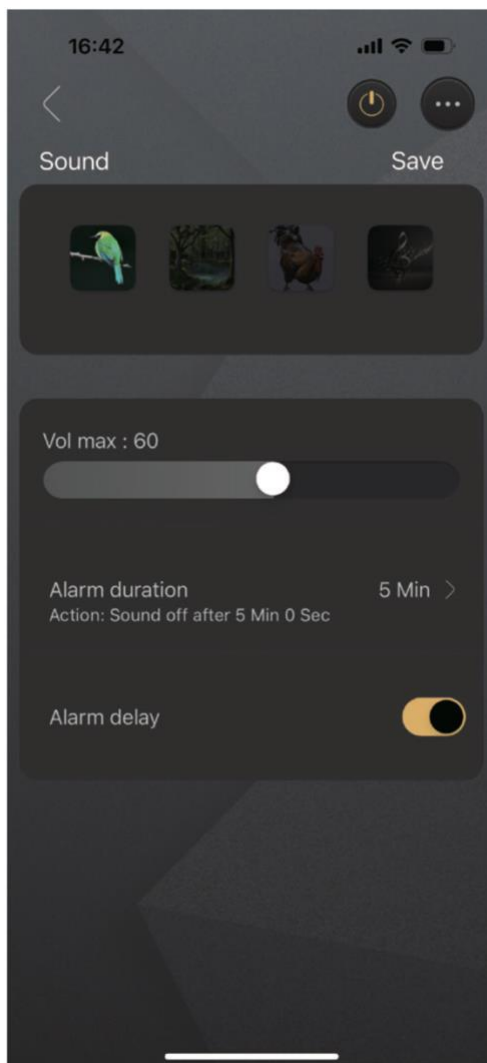 16:42
Sound
Save
Vol max : 60
Alarm duration
5 Min
Action: Sound off after 5 Min 0 Sec
Alarm delay